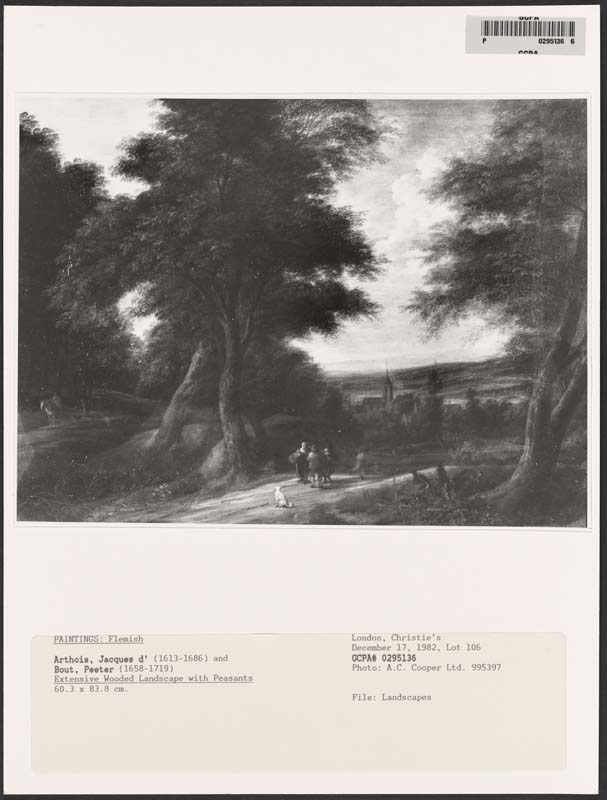 GCPA
P 0295136 6
GCPA
PAINTINGS: Flemish
Arthois, Jacques d' (1613-1686) and
Bout, Peeter (1658-1719)
Extensive Wooded Landscape with Peasants
60.3 x 83.8 cm.
London, Christie's
December 17, 1982, Lot 106
GCPA# 0295136
Photo: A.C. Cooper Ltd. 995397
File: Landscapes